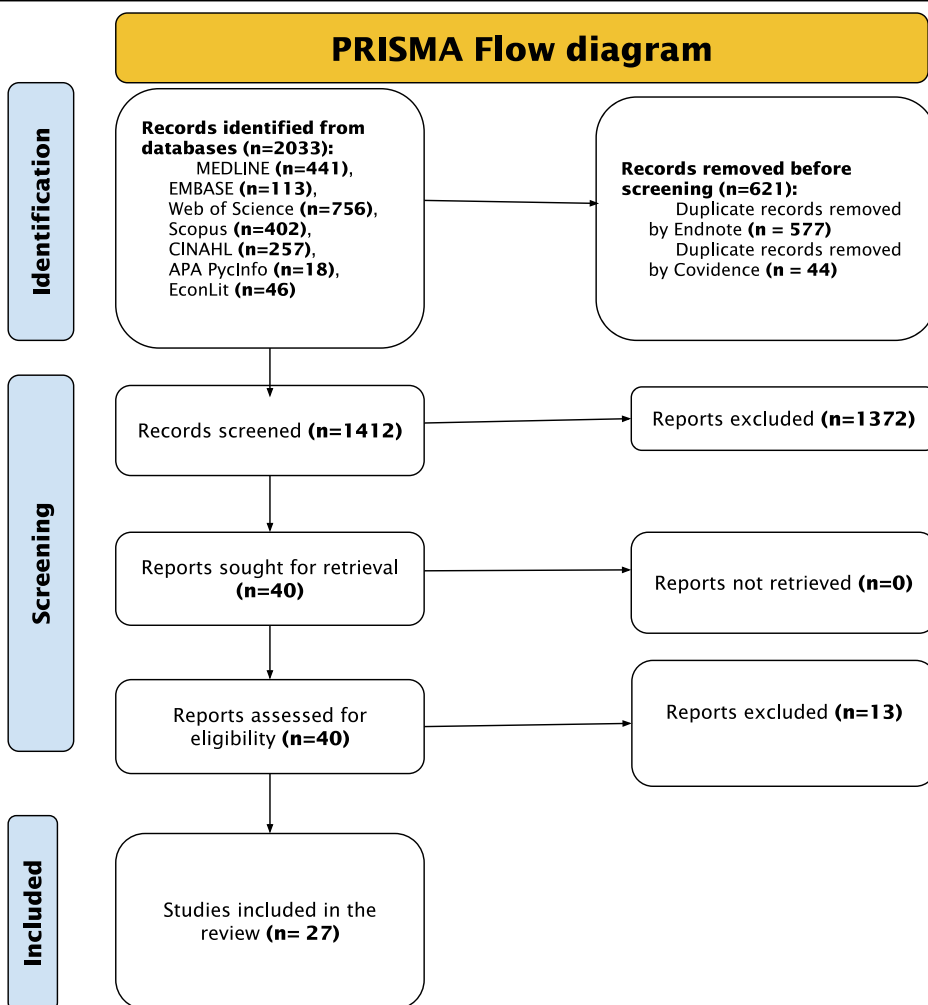 PRISMA Flow diagram
Identification
Records identified from
databases (n=2033):
MEDLINE (n=441),
EMBASE (n=113),
Web of Science (n=756),
Scopus (n=402),
CINAHL (n=257),
APA PycInfo (n=18),
EconLit (n=46)
Records removed before
screening (n=621):
Duplicate records removed
by Endnote (n = 577)
Duplicate records removed
by Covidence (n = 44)
Screening
Records screened (n=1412)
Reports excluded (n=1372)
Reports sought for retrieval
(n=40)
Reports not retrieved (n=0)
Reports assessed for
eligibility (n=40)
Reports excluded (n=13)
Included
Studies included in the
review (n= 27)